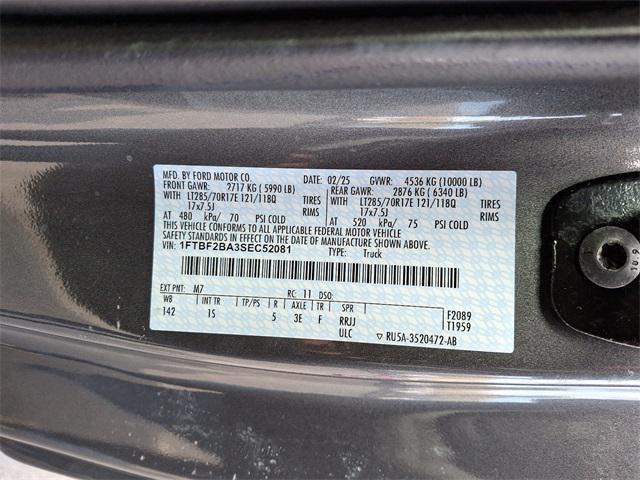 MFD. BY FORD MOTOR CO. 02/25 GVWR: 4536 KG (10000 LB)
FRONT GAWR: 2717 KG ( 5990 LB) REAR GAWR: 2876 KG ( 6340 LB)
WITH LT285/70R17E 121/118Q TIRES WITH LT285/70R17E 121/118Q TIRES
17x7.5J RIMS 17x7.5J RIMS
AT 480 kPa/ 70 PSI COLD AT 520 kPa/ 75 PSI COLD
THIS VEHICLE CONFORMS TO ALL APPLICABLE FEDERAL MOTOR VEHICLE
SAFETY STANDARDS IN EFFECT ON THE DATE OF MANUFACTURE SHOWN ABOVE.
VIN: 1FTBF2BA3SEC52081 TYPE: Truck
EXT PNT: M7 RC: 11 DSO:
WB INT TR TP/PS R AXLE TR SPR F2089
142 1S 5 3E F RRJJ T1959
ULC ▽ RU5A-3520472-AB
10.9